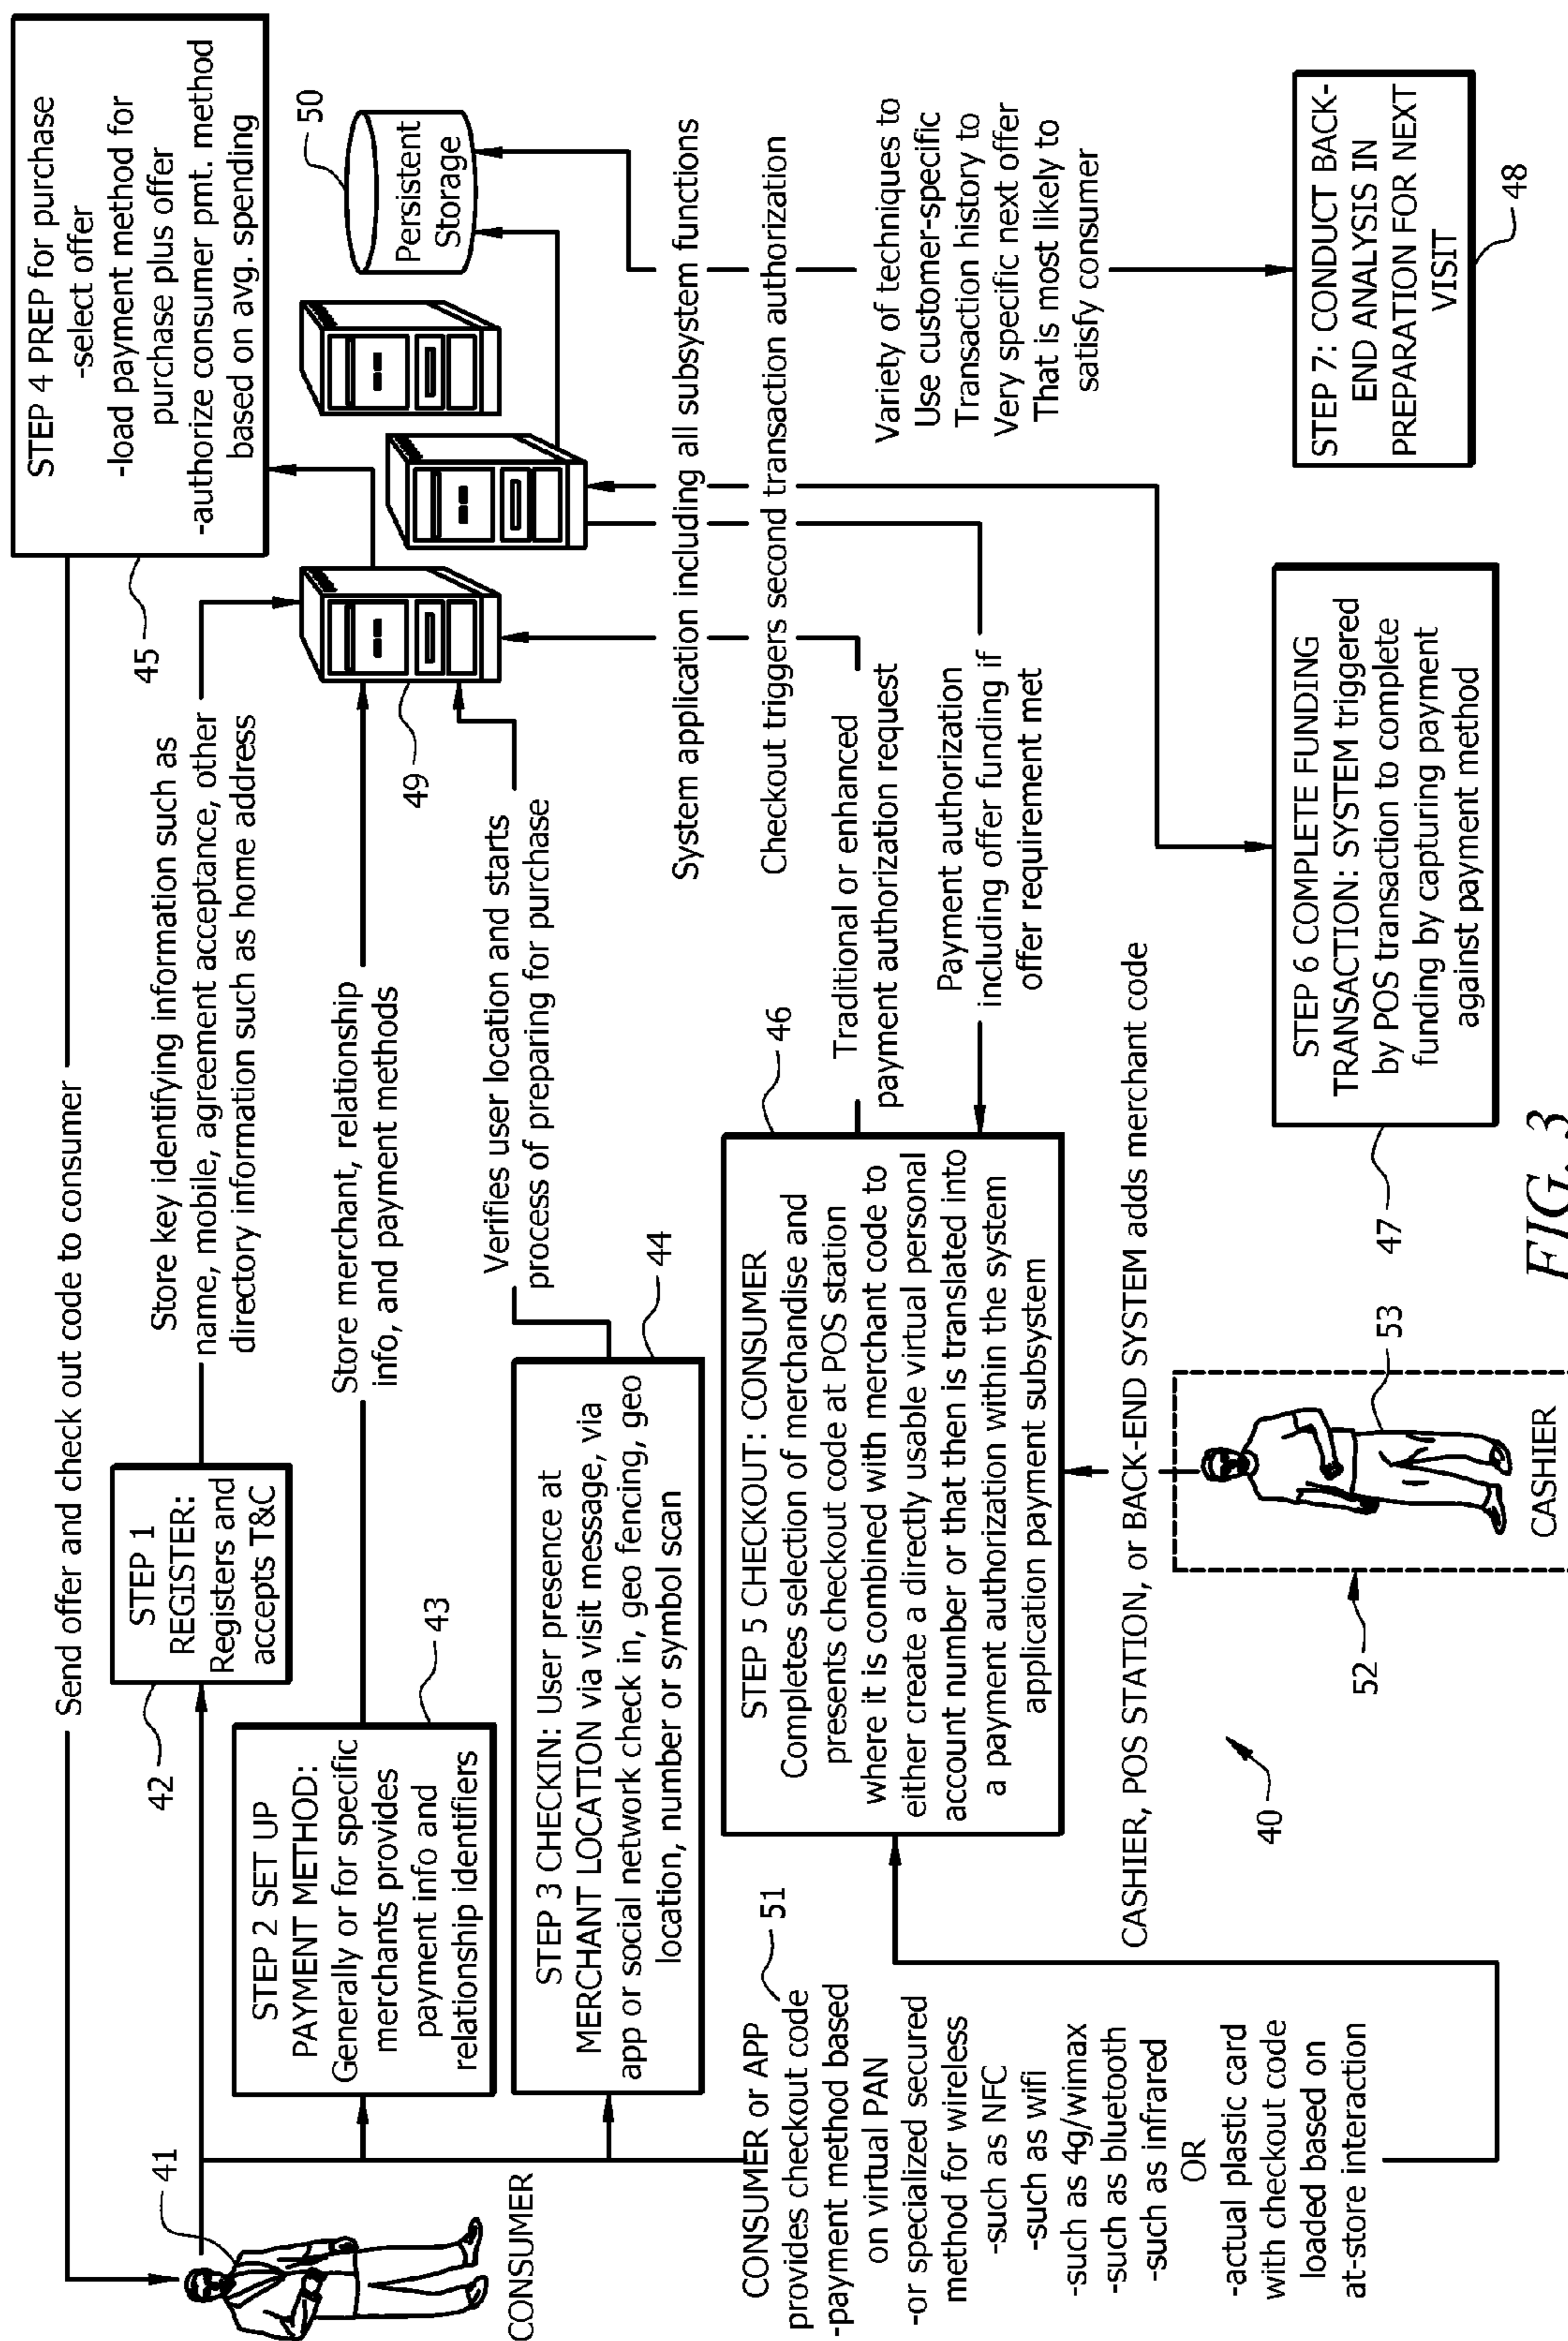 Send offer and check out code to consumer
STEP 4 PREP for purchase
-select offer
-load payment method for
purchase plus offer
-authorize consumer pmt. method
based on avg. spending
45
41
CONSUMER
42
STEP 1
REGISTER:
Registers and
accepts T&C
Store key identifying information such as
name, mobile, agreement acceptance, other
directory information such as home address
STEP 2 SET UP
PAYMENT METHOD:
Generally or for specific
merchants provides
payment info and
relationship identifiers
43
Store merchant, relationship
info, and payment methods
49
50
Persistent
Storage
STEP 3 CHECKIN: User presence at
MERCHANT LOCATION via visit message, via
app or social network check in, geo fencing, geo
location, number or symbol scan
44
Verifies user location and starts
process of preparing for purchase
System application including all subsystem functions
Checkout triggers second transaction authorization
CONSUMER or APP
provides checkout code
51
-payment method based
on virtual PAN
-or specialized secured
method for wireless
-such as NFC
-such as wifi
-such as 4g/wimax
-such as bluetooth
-such as infrared
OR
-actual plastic card
with checkout code
loaded based on
at-store interaction
STEP 5 CHECKOUT: CONSUMER
Completes selection of merchandise and
presents checkout code at POS station
where it is combined with merchant code to
either create a directly usable virtual personal
account number or that then is translated into
a payment authorization within the system
application payment subsystem
46
Traditional or enhanced
payment authorization request
Payment authorization
including offer funding if
offer requirement met
Variety of techniques to
Use customer-specific
Transaction history to
Very specific next offer
That is most likely to
satisfy consumer
CASHIER, POS STATION, or BACK-END SYSTEM adds merchant code
40
52
53
CASHIER
47
STEP 6 COMPLETE FUNDING
TRANSACTION: SYSTEM triggered
by POS transaction to complete
funding by capturing payment
against payment method
STEP 7: CONDUCT BACK-
END ANALYSIS IN
PREPARATION FOR NEXT
VISIT
48
FIG. 3